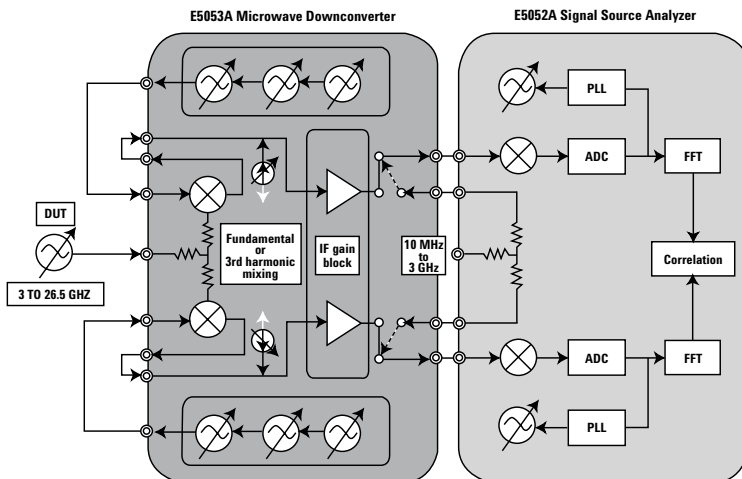 E5053A Microwave Downconverter
E5052A Signal Source Analyzer
PLL
ADC
FFT
DUT
3 TO 26.5 GHZ
Fundamental
or
3rd harmonic
mixing
IF gain
block
10 MHz
to
3 GHz
Correlation
ADC
FFT
PLL